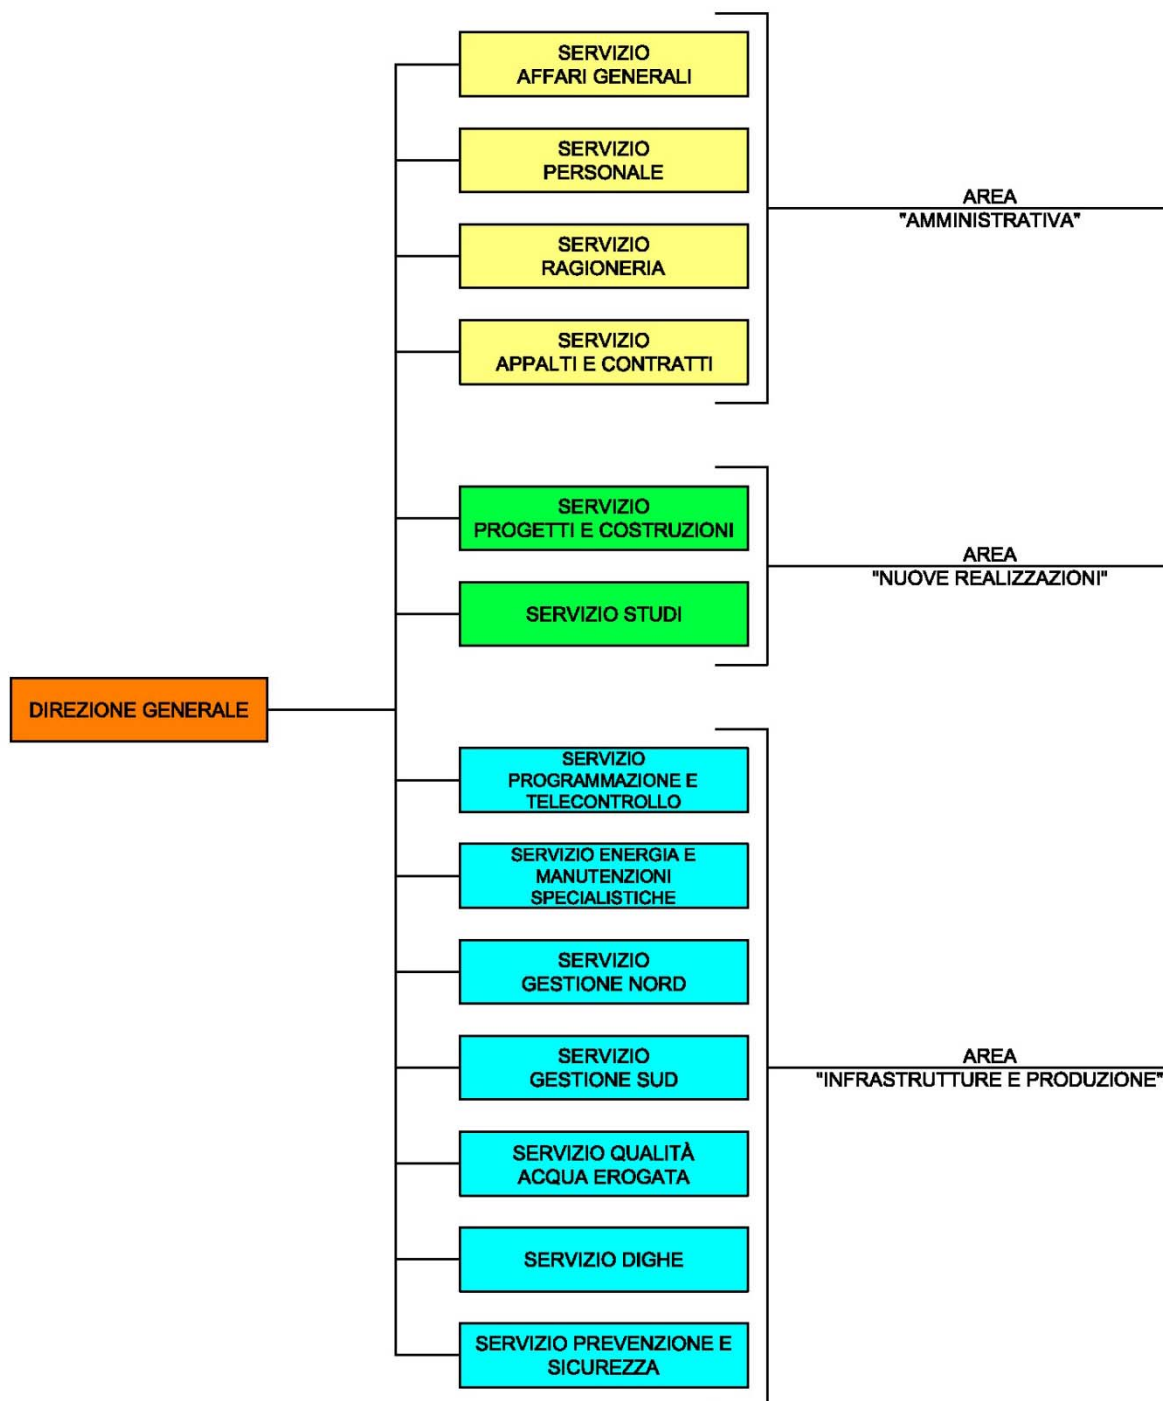 SERVIZIO
AFFARI GENERALI
SERVIZIO
PERSONALE
SERVIZIO
RAGIONERIA
SERVIZIO
APPALTI E CONTRATTI
AREA
"AMMINISTRATIVA"
SERVIZIO
PROGETTI E COSTRUZIONI
SERVIZIO STUDI
AREA
"NUOVE REALIZZAZIONI"
DIREZIONE GENERALE
SERVIZIO
PROGRAMMAZIONE E
TELECONTROLLO
SERVIZIO ENERGIA E
MANUTENZIONI
SPECIALISTICHE
SERVIZIO
GESTIONE NORD
SERVIZIO
GESTIONE SUD
SERVIZIO QUALITÀ
ACQUA EROGATA
SERVIZIO DIGHE
SERVIZIO PREVENZIONE E
SICUREZZA
AREA
"INFRASTRUTTURE E PRODUZIONE"